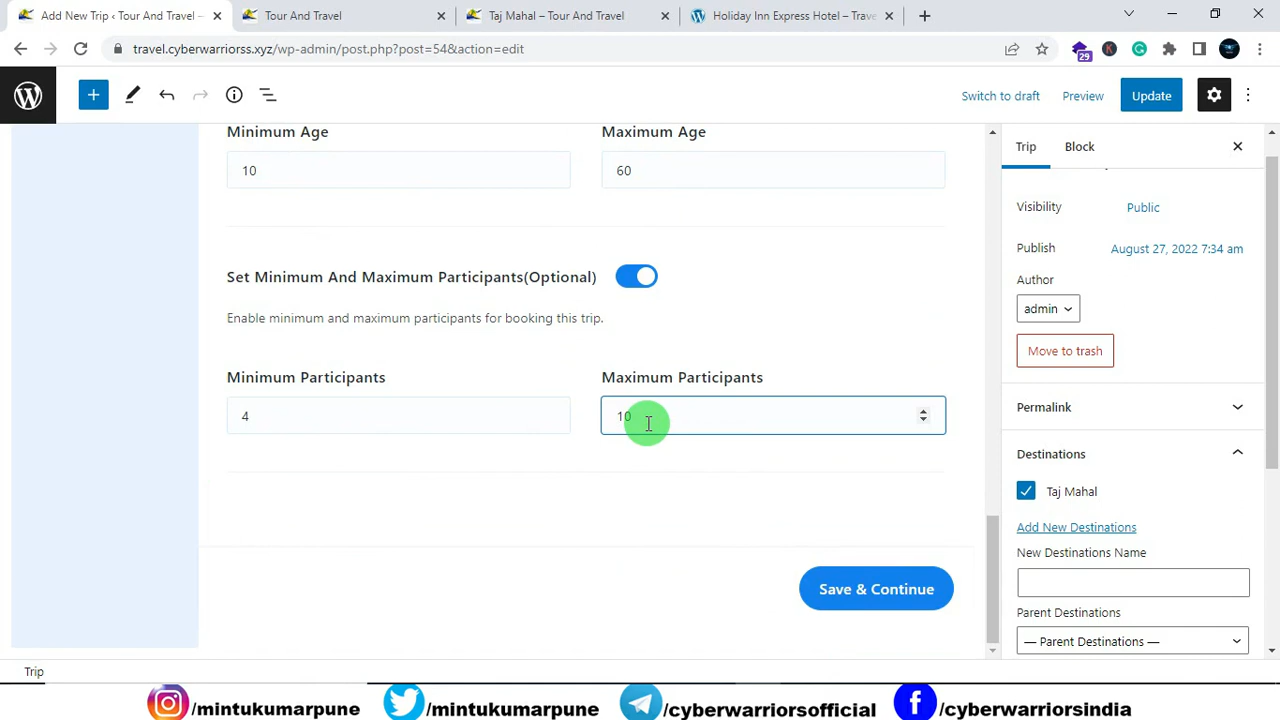 Add New Trip ‹ Tour And Travel –
Tour And Travel
Taj Mahal – Tour And Travel
Holiday Inn Express Hotel – Trave
travel.cyberwarriorss.xyz/wp-admin/post.php?post=54&action=edit
29
K
Switch to draft
Preview
Update
Minimum Age
Maximum Age
10
60
Set Minimum And Maximum Participants(Optional)
Enable minimum and maximum participants for booking this trip.
Minimum Participants
Maximum Participants
4
10
Save & Continue
Trip
Block
Visibility
Public
Publish
August 27, 2022 7:34 am
Author
admin
Move to trash
Permalink
Destinations
Taj Mahal
Add New Destinations
New Destinations Name
Parent Destinations
— Parent Destinations —
Trip
/mintukumarpune
/mintukumarpune
/cyberwarriorsofficial
/cyberwarriorsindia